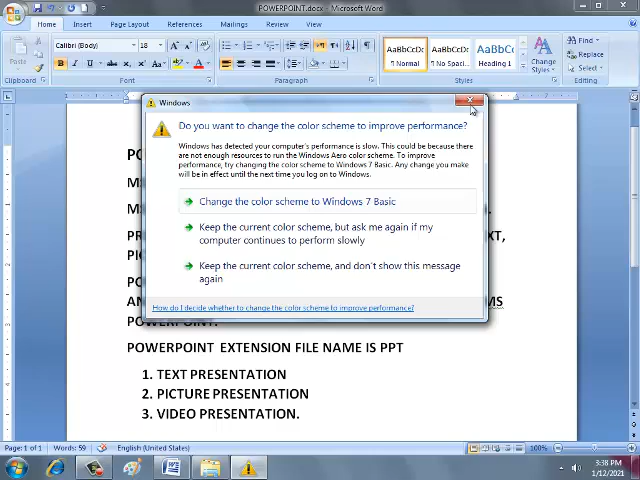 POWERPOINT.docx - Microsoft Word
Home Insert Page Layout References Mailings Review View
Calibri (Body) 18
Paste
B I U
AaBbCcDc AaBbCcDc AaBbCc
¶ Normal ¶ No Spaci... Heading 1
Change Styles
Find
Replace
Select
Clipboard Font Paragraph Styles Editing
Windows
Do you want to change the color scheme to improve performance?
Windows has detected your computer's performance is slow. This could be because there
are not enough resources to run the Windows Aero color scheme. To improve
performance, try changing the color scheme to Windows 7 Basic. Any change you make
will be in effect until the next time you log on to Windows.
Change the color scheme to Windows 7 Basic
Keep the current color scheme, but ask me again if my
computer continues to perform slowly
Keep the current color scheme, and don't show this message
again
How do I decide whether to change the color scheme to improve performance?
POWERPOINT.
POWERPOINT EXTENSION FILE NAME IS PPT
1. TEXT PRESENTATION
2. PICTURE PRESENTATION
3. VIDEO PRESENTATION.
Page: 1 of 1 Words: 59 English (United States) 100%
3:38 PM
1/12/2021